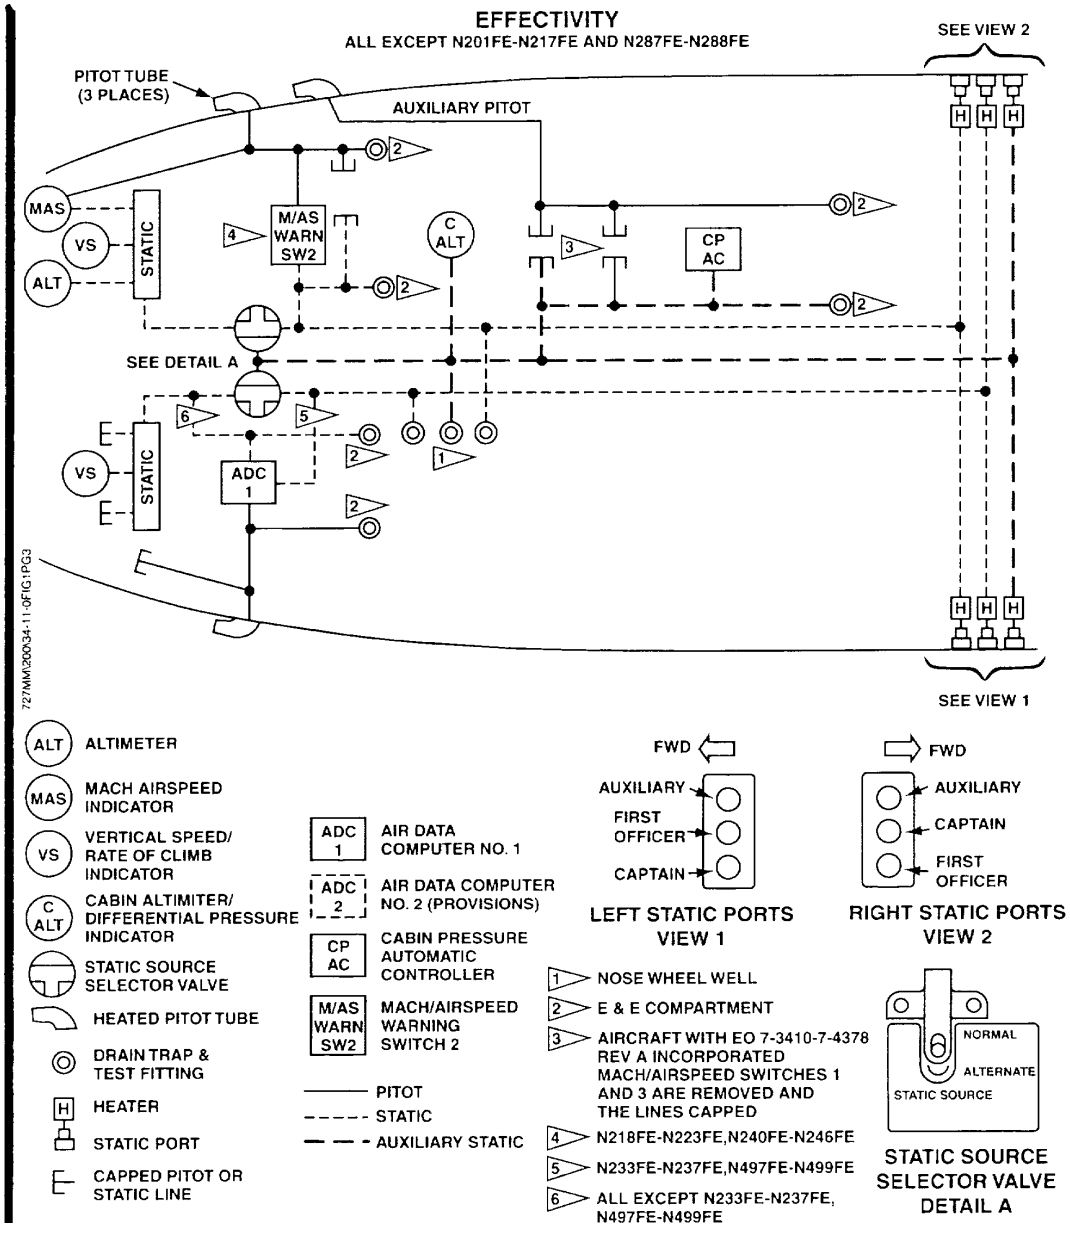 EFFECTIVITY
ALL EXCEPT N201FE-N217FE AND N287FE-N288FE
SEE VIEW 2
PITOT TUBE
(3 PLACES)
AUXILIARY PITOT
H H H
2
MAS
STATIC
M/AS
WARN
SW2
4
C
ALT
2
3
CP
AC
VS
ALT
2
2
SEE DETAIL A
6
5
2
1
VS
STATIC
ADC
1
2
H H H
727MM\200\34-11-0FIG1PG3
SEE VIEW 1
ALT ALTIMETER
MAS MACH AIRSPEED
INDICATOR
VS VERTICAL SPEED/
RATE OF CLIMB
INDICATOR
C
ALT
CABIN ALTIMITER/
DIFFERENTIAL PRESSURE
INDICATOR
STATIC SOURCE
SELECTOR VALVE
HEATED PITOT TUBE
DRAIN TRAP &
TEST FITTING
H HEATER
STATIC PORT
CAPPED PITOT OR
STATIC LINE
ADC
1
AIR DATA
COMPUTER NO. 1
ADC
2
AIR DATA COMPUTER
NO. 2 (PROVISIONS)
CP
AC
CABIN PRESSURE
AUTOMATIC
CONTROLLER
M/AS
WARN
SW2
MACH/AIRSPEED
WARNING
SWITCH 2
PITOT
STATIC
AUXILIARY STATIC
FWD
AUXILIARY
FIRST
OFFICER
CAPTAIN
LEFT STATIC PORTS
VIEW 1
FWD
AUXILIARY
CAPTAIN
FIRST
OFFICER
RIGHT STATIC PORTS
VIEW 2
1 NOSE WHEEL WELL
2 E & E COMPARTMENT
3 AIRCRAFT WITH EO 7-3410-7-4378
REV A INCORPORATED
MACH/AIRSPEED SWITCHES 1
AND 3 ARE REMOVED AND
THE LINES CAPPED
4 N218FE-N223FE,N240FE-N246FE
5 N233FE-N237FE,N497FE-N499FE
6 ALL EXCEPT N233FE-N237FE,
N497FE-N499FE
NORMAL
ALTERNATE
STATIC SOURCE
STATIC SOURCE
SELECTOR VALVE
DETAIL A